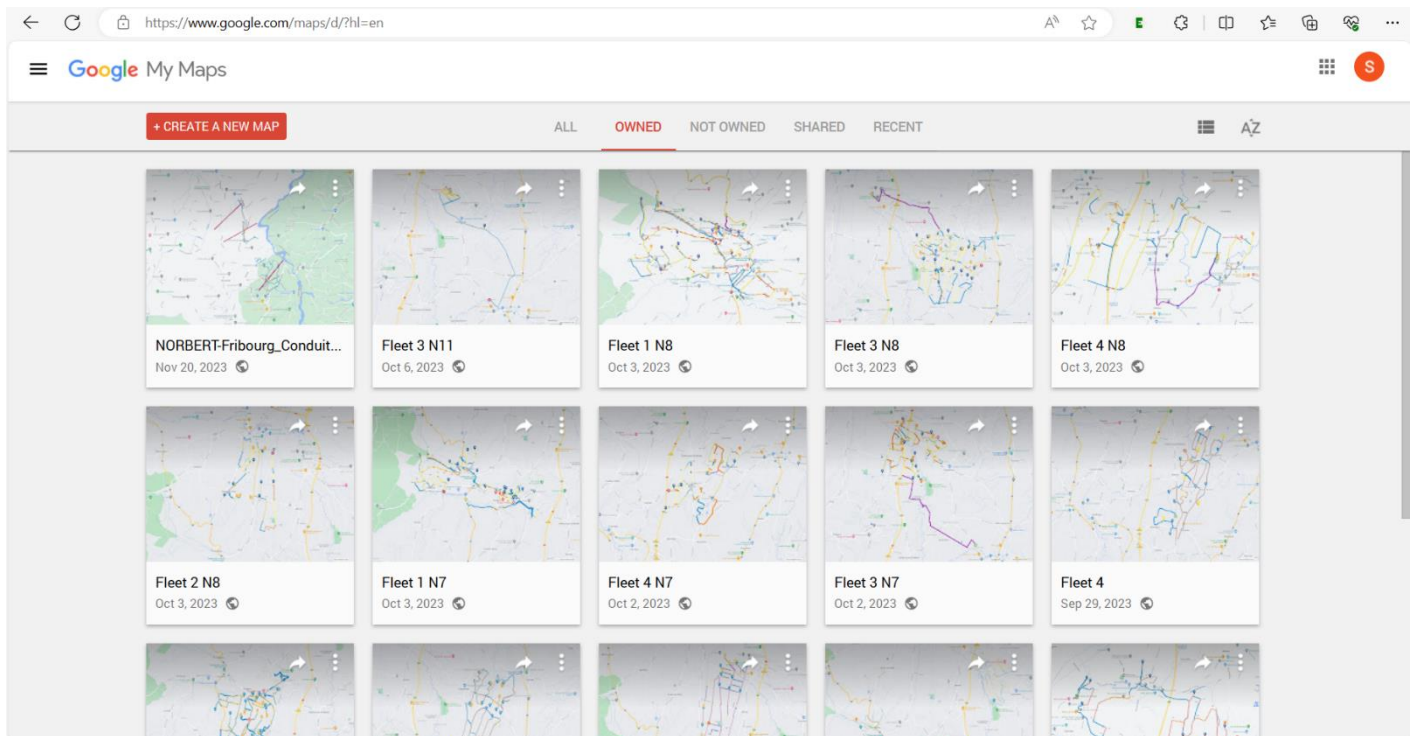 https://www.google.com/maps/d/?hl=en
Google My Maps
S
+ CREATE A NEW MAP
ALL OWNED NOT OWNED SHARED RECENT
AZ
NORBERT-Fribourg_Conduit... Fleet 3 N11 Fleet 1 N8 Fleet 3 N8 Fleet 4 N8
Nov 20, 2023 Oct 6, 2023 Oct 3, 2023 Oct 3, 2023 Oct 3, 2023
Fleet 2 N8 Fleet 1 N7 Fleet 4 N7 Fleet 3 N7 Fleet 4
Oct 3, 2023 Oct 3, 2023 Oct 2, 2023 Oct 2, 2023 Sep 29, 2023